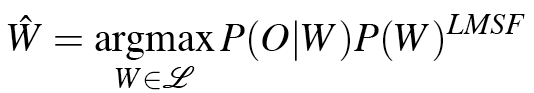 Ŵ = argmax P(O|W)P(W)^{LMSF}
W∈ℒ